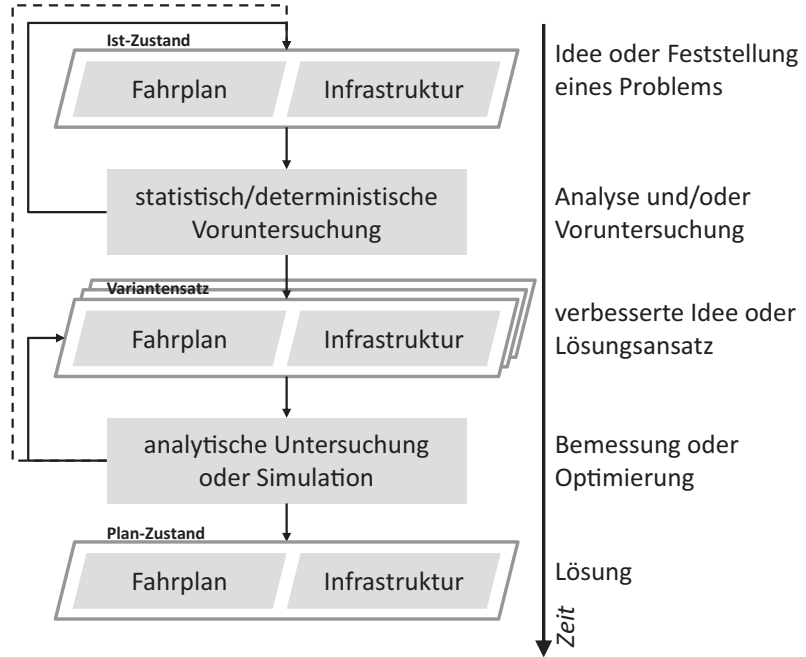 Ist-Zustand
Fahrplan
Infrastruktur
Idee oder Feststellung
eines Problems
statistisch/deterministische
Voruntersuchung
Analyse und/oder
Voruntersuchung
Variantensatz
Fahrplan
Infrastruktur
verbesserte Idee oder
Lösungsansatz
analytische Untersuchung
oder Simulation
Bemessung oder
Optimierung
Plan-Zustand
Fahrplan
Infrastruktur
Lösung
Zeit